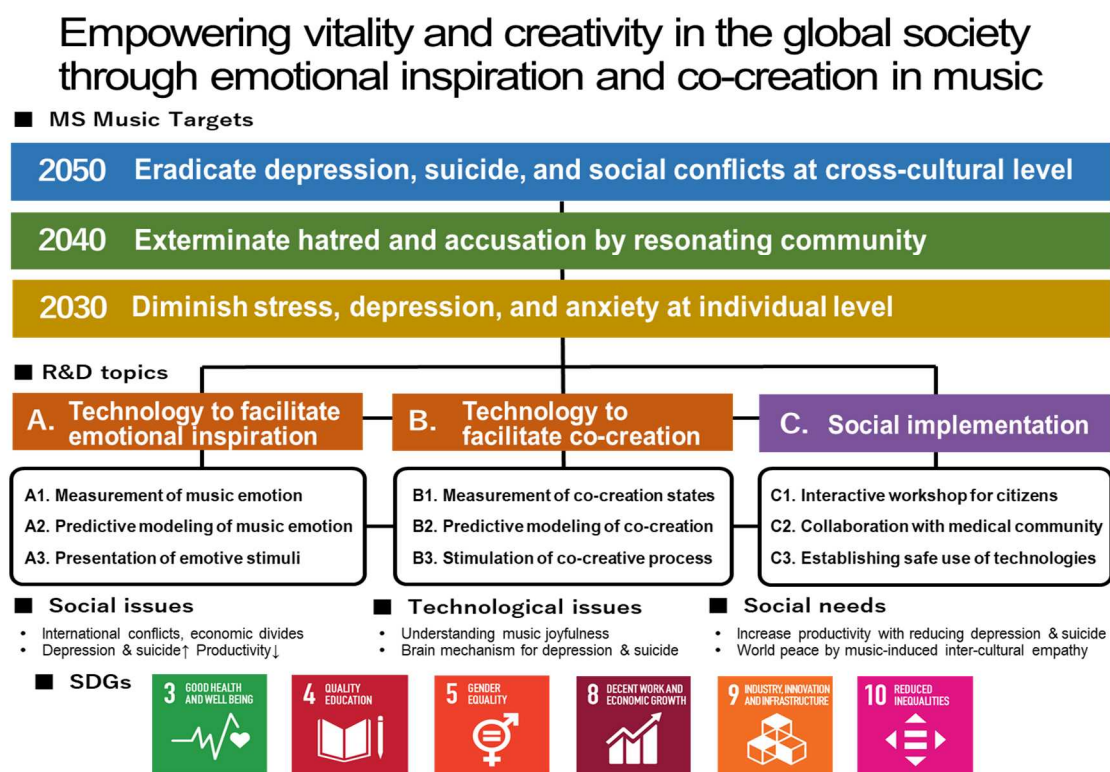 Empowering vitality and creativity in the global society
through emotional inspiration and co-creation in music
■ MS Music Targets
2050 Eradicate depression, suicide, and social conflicts at cross-cultural level
2040 Exterminate hatred and accusation by resonating community
2030 Diminish stress, depression, and anxiety at individual level
■ R&D topics
A. Technology to facilitate
emotional inspiration
B. Technology to
facilitate co-creation
C. Social implementation
A1. Measurement of music emotion
A2. Predictive modeling of music emotion
A3. Presentation of emotive stimuli
B1. Measurement of co-creation states
B2. Predictive modeling of co-creation
B3. Stimulation of co-creative process
C1. Interactive workshop for citizens
C2. Collaboration with medical community
C3. Establishing safe use of technologies
■ Social issues
• International conflicts, economic divides
• Depression & suicide↑ Productivity↓
■ Technological issues
• Understanding music joyfulness
• Brain mechanism for depression & suicide
■ Social needs
• Increase productivity with reducing depression & suicide
• World peace by music-induced inter-cultural empathy
■ SDGs
3 GOOD HEALTH
AND WELL BEING
4 QUALITY
EDUCATION
5 GENDER
EQUALITY
8 DECENT WORK AND
ECONOMIC GROWTH
9 INDUSTRY, INNOVATION
AND INFRASTRUCTURE
10 REDUCED
INEQUALITIES